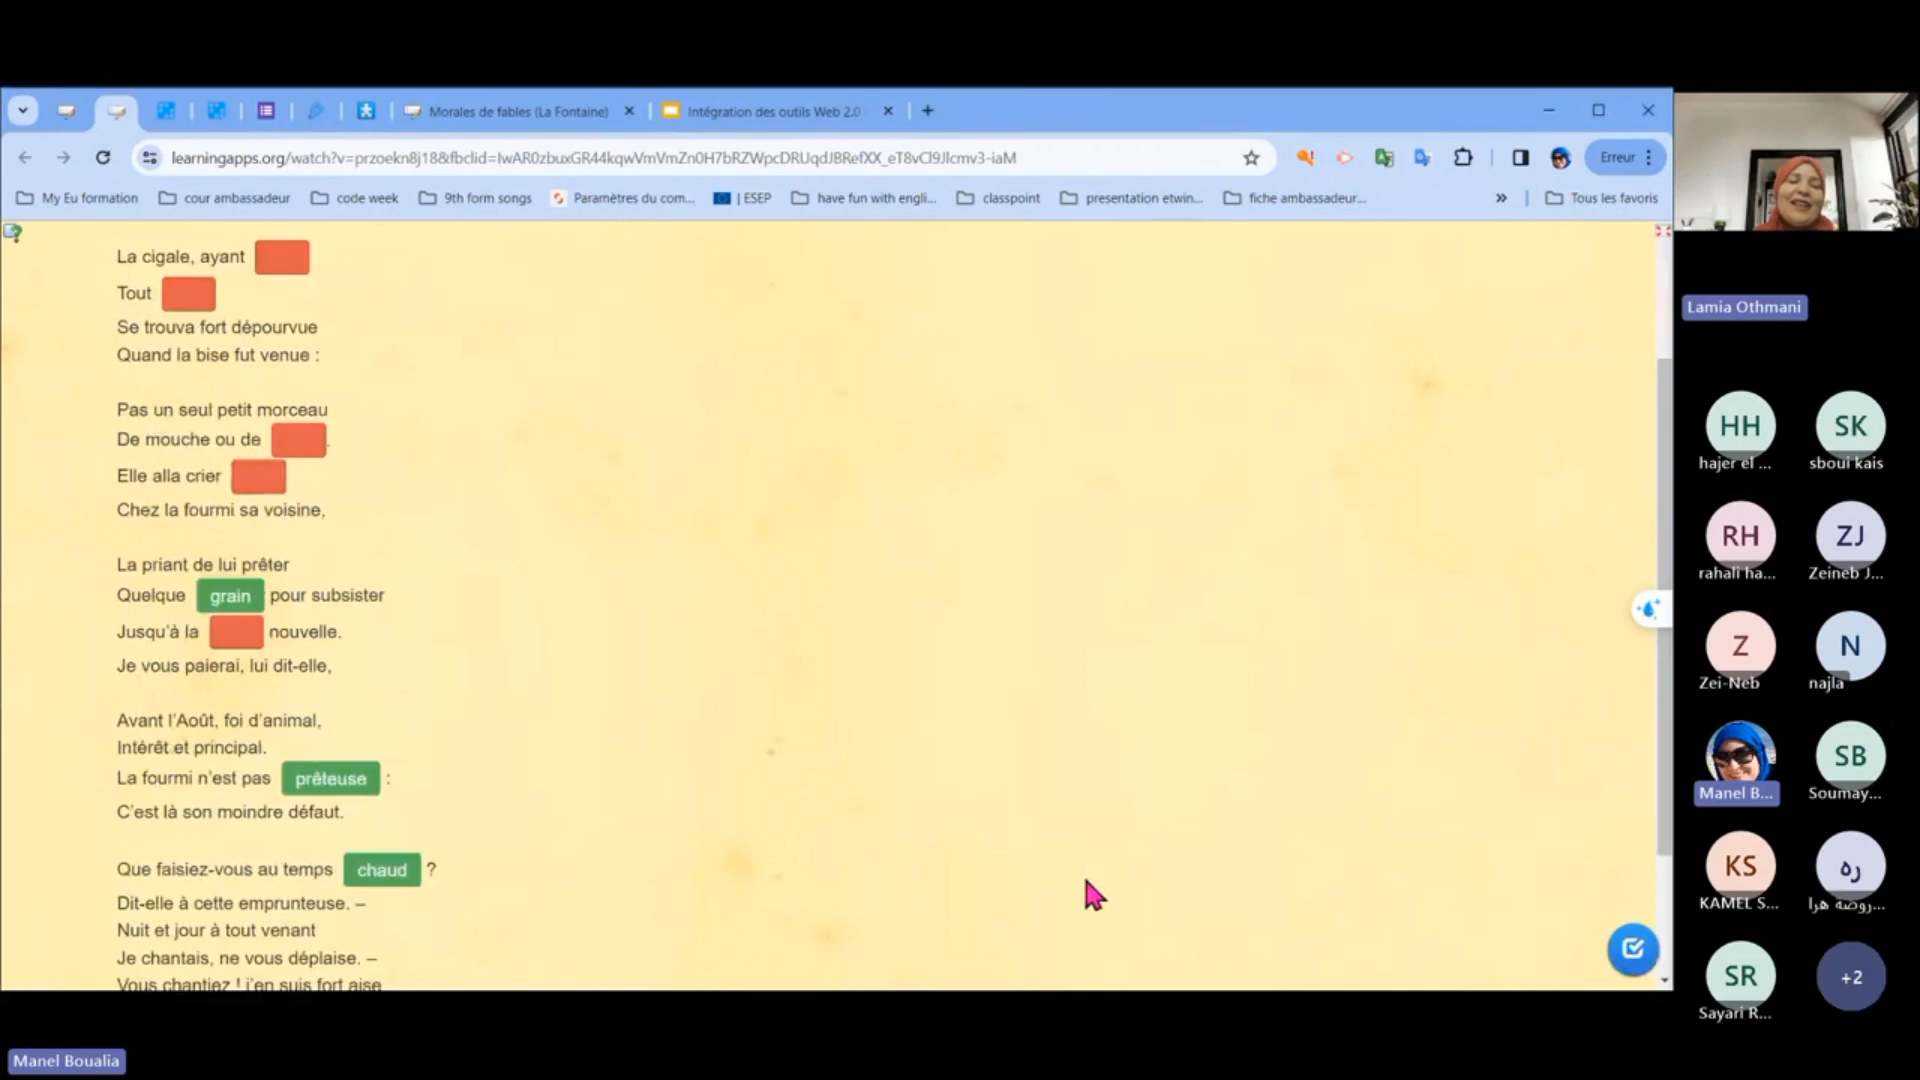 Morales de fables (La Fontaine)
Intégration des outils Web 2.0
learningapps.org/watch?v=przoekn8j18&fbclid=IwAR0zbuxGR44kqwVmVmZn0H7bRZWpcDRUqdJBRefXX_eT8vCl9Jlcmv3-iaM
Erreur
My Eu formation
cour ambassadeur
code week
9th form songs
Paramètres du com...
| ESEP
have fun with engli...
classpoint
presentation etwin...
fiche ambassadeur...
»
Tous les favoris
La cigale, ayant
Tout
Se trouva fort dépourvue
Quand la bise fut venue :
Pas un seul petit morceau
De mouche ou de .
Elle alla crier
Chez la fourmi sa voisine,
La priant de lui prêter
Quelque grain pour subsister
Jusqu'à la nouvelle.
Je vous paierai, lui dit-elle,
Avant l'Août, foi d'animal,
Intérêt et principal.
La fourmi n'est pas prêteuse :
C'est là son moindre défaut.
Que faisiez-vous au temps chaud ?
Dit-elle à cette emprunteuse. –
Nuit et jour à tout venant
Je chantais, ne vous déplaise. –
Vous chantiez ! j'en suis fort aise
Lamia Othmani
HH
hajer el ...
SK
sboui kais
RH
rahali ha...
ZJ
Zeineb J...
Z
Zei-Neb
N
najla
Manel B...
SB
Soumay...
KS
KAMEL S...
ره
روضه هرا...
SR
Sayari R...
+2
Manel Boualia